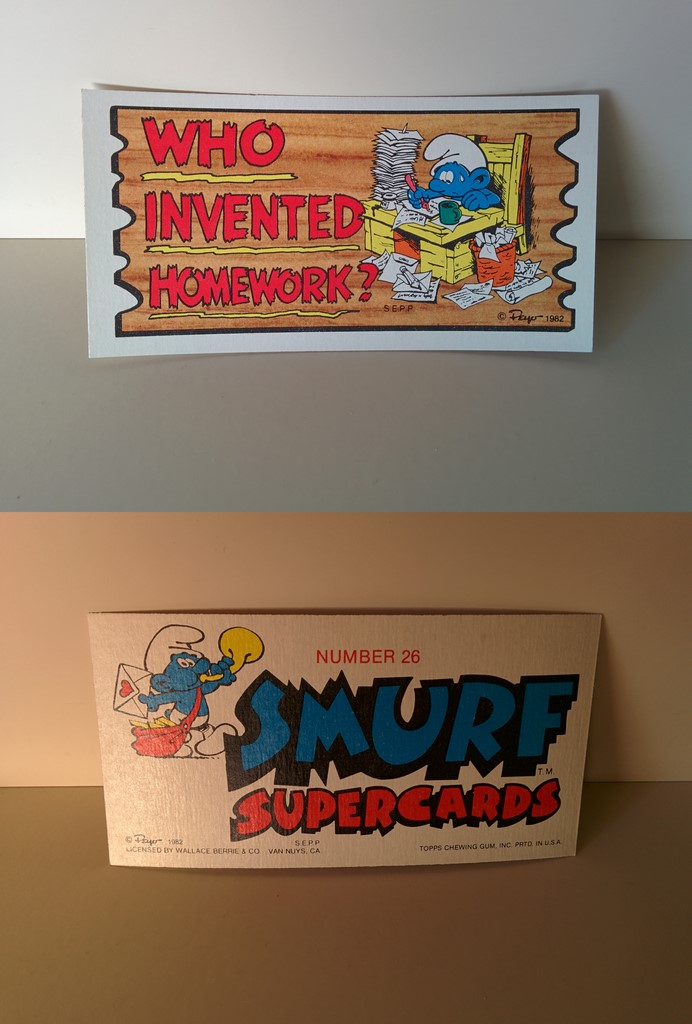 WHO
INVENTED
HOMEWORK?
S.E.P.P.
© Peyo 1982
NUMBER 26
SMURF
TM
SUPERCARDS
© Peyo 1982 S.E.P.P.
LICENSED BY WALLACE BERRIE & CO. VAN NUYS, CA
TOPPS CHEWING GUM, INC. PRTD. IN U.S.A.